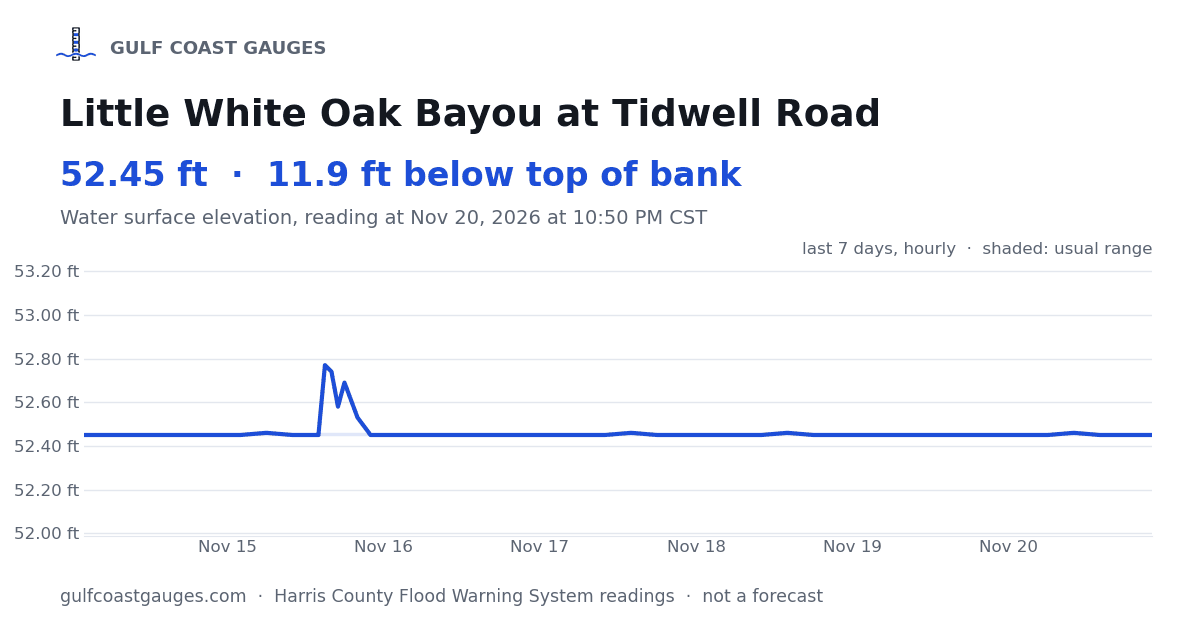 GULF COAST GAUGES
Little White Oak Bayou at Tidwell Road
52.45 ft · 11.9 ft below top of bank
Water surface elevation, reading at Nov 20, 2026 at 10:50 PM CST
last 7 days, hourly · shaded: usual range
53.20 ft
53.00 ft
52.80 ft
52.60 ft
52.40 ft
52.20 ft
52.00 ft
Nov 15 Nov 16 Nov 17 Nov 18 Nov 19 Nov 20
gulfcoastgauges.com · Harris County Flood Warning System readings · not a forecast